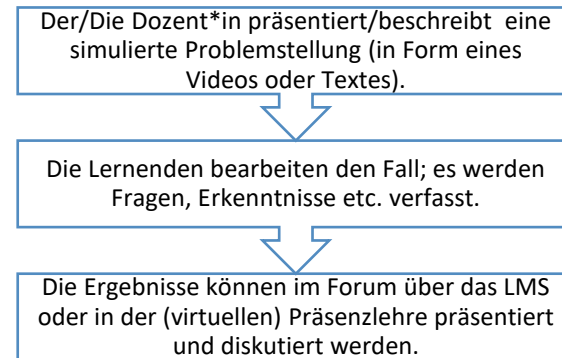 Der/Die Dozent*in präsentiert/beschreibt eine
simulierte Problemstellung (in Form eines
Videos oder Textes).
Die Lernenden bearbeiten den Fall; es werden
Fragen, Erkenntnisse etc. verfasst.
Die Ergebnisse können im Forum über das LMS
oder in der (virtuellen) Präsenzlehre präsentiert
und diskutiert werden.